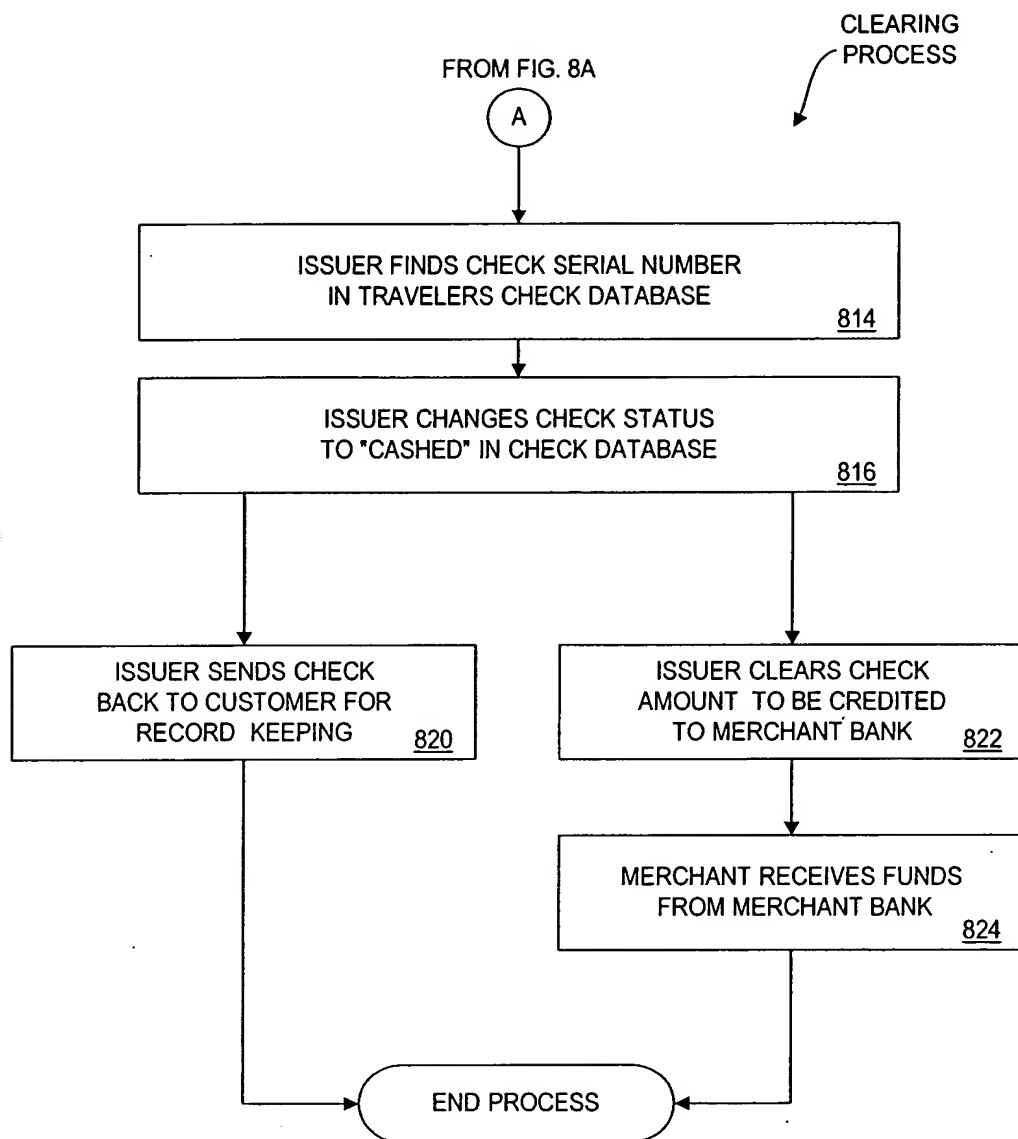 CLEARING
PROCESS
FROM FIG. 8A
A
ISSUER FINDS CHECK SERIAL NUMBER
IN TRAVELERS CHECK DATABASE
814
ISSUER CHANGES CHECK STATUS
TO "CASHED" IN CHECK DATABASE
816
ISSUER SENDS CHECK
BACK TO CUSTOMER FOR
RECORD KEEPING
820
ISSUER CLEARS CHECK
AMOUNT TO BE CREDITED
TO MERCHANT BANK
822
MERCHANT RECEIVES FUNDS
FROM MERCHANT BANK
824
END PROCESS